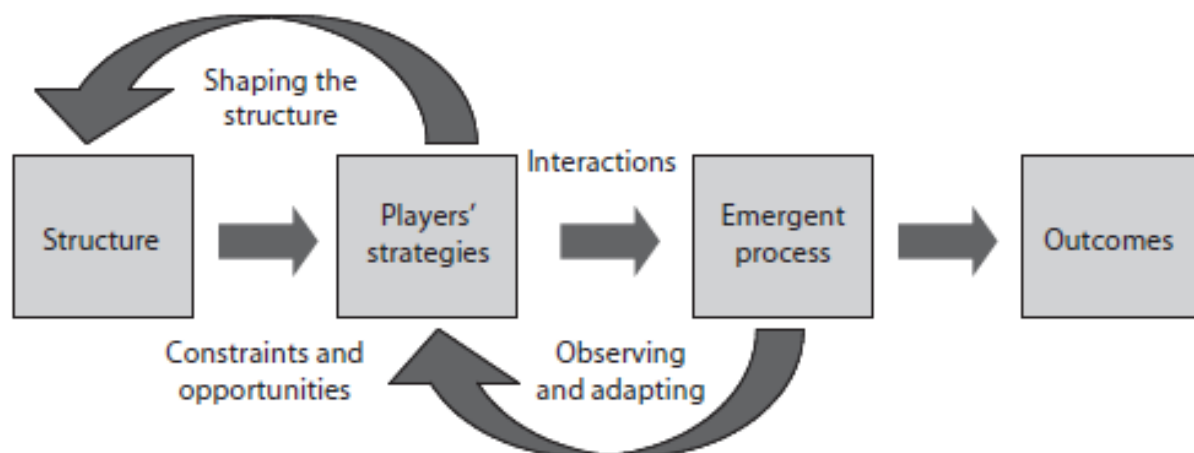 Shaping the
structure
Interactions
Structure
Players’
strategies
Emergent
process
Outcomes
Constraints and
opportunities
Observing
and adapting